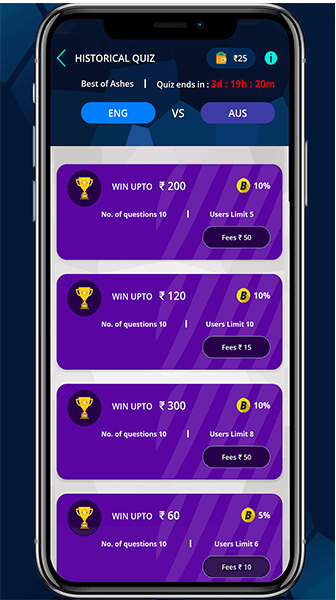 HISTORICAL QUIZ ₹25 i
Best of Ashes | Quiz ends in : 3d : 19h : 20m
ENG VS AUS
WIN UPTO ₹ 200 B 10%
No. of questions 10 | Users Limit 5
Fees ₹ 50
WIN UPTO ₹ 120 B 10%
No. of questions 10 | Users Limit 10
Fees ₹ 15
WIN UPTO ₹ 300 B 10%
No. of questions 10 | Users Limit 8
Fees ₹ 50
WIN UPTO ₹ 60 B 5%
No. of questions 10 | Users Limit 6
Fees ₹ 10